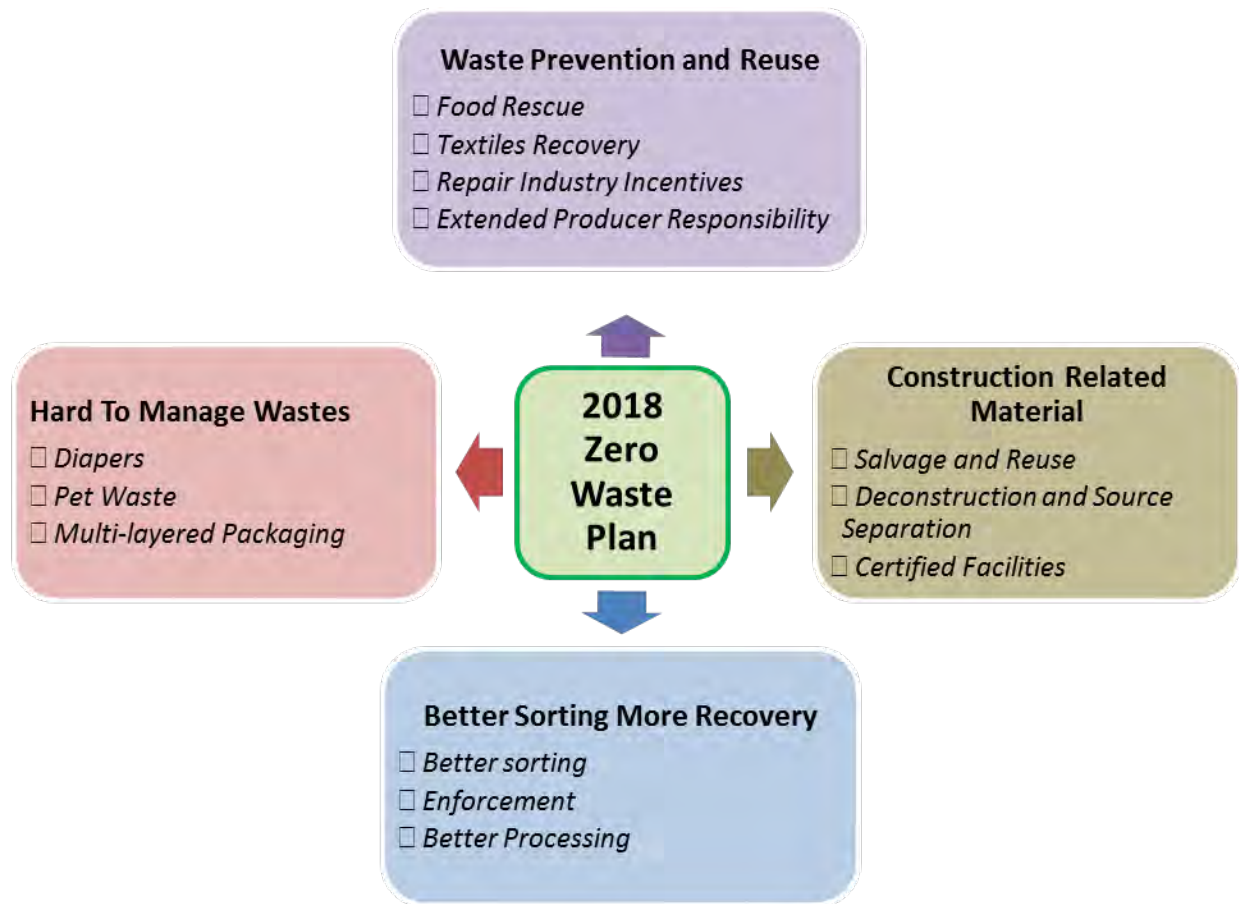 Waste Prevention and Reuse
☐ Food Rescue
☐ Textiles Recovery
☐ Repair Industry Incentives
☐ Extended Producer Responsibility
Hard To Manage Wastes
☐ Diapers
☐ Pet Waste
☐ Multi-layered Packaging
2018
Zero
Waste
Plan
Construction Related
Material
☐ Salvage and Reuse
☐ Deconstruction and Source
Separation
☐ Certified Facilities
Better Sorting More Recovery
☐ Better sorting
☐ Enforcement
☐ Better Processing